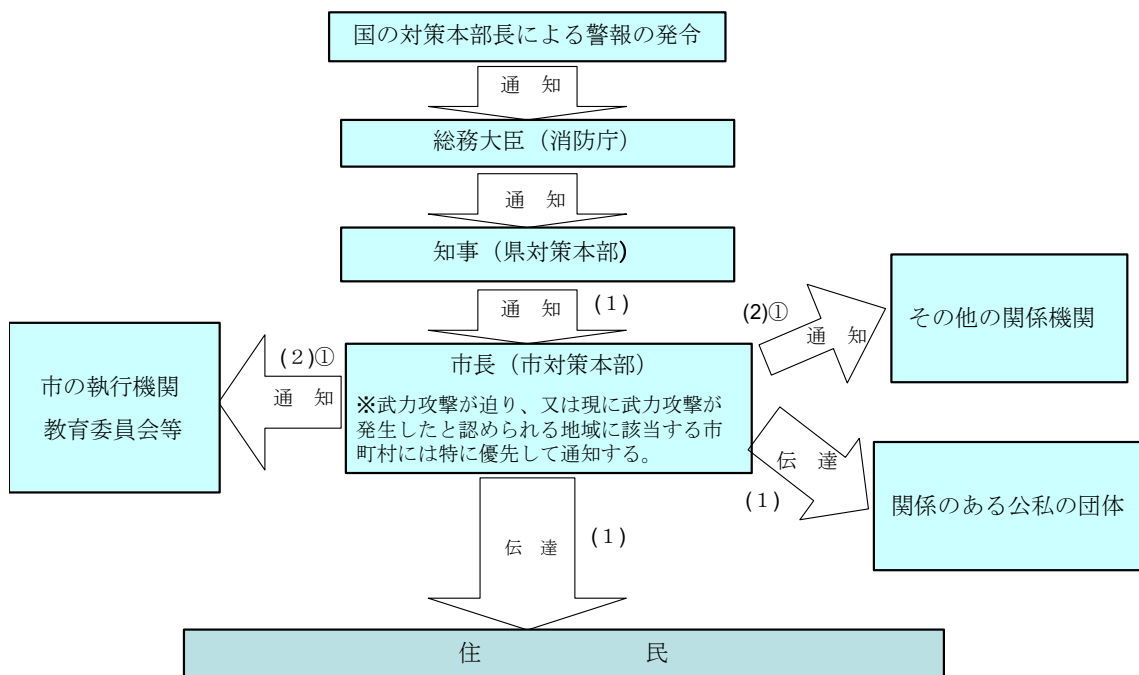 国の対策本部長による警報の発令
通　知
総務大臣（消防庁）
通　知
知事（県対策本部)
通　知
(１)
(2)①
通　知
その他の関係機関
市の執行機関
教育委員会等
(２)①
通　知
市長（市対策本部）
※武力攻撃が迫り、又は現に武力攻撃が
発生したと認められる地域に該当する市
町村には特に優先して通知する。
伝　達
(１)
関係のある公私の団体
伝　達
(１)
住　　　　　　　民